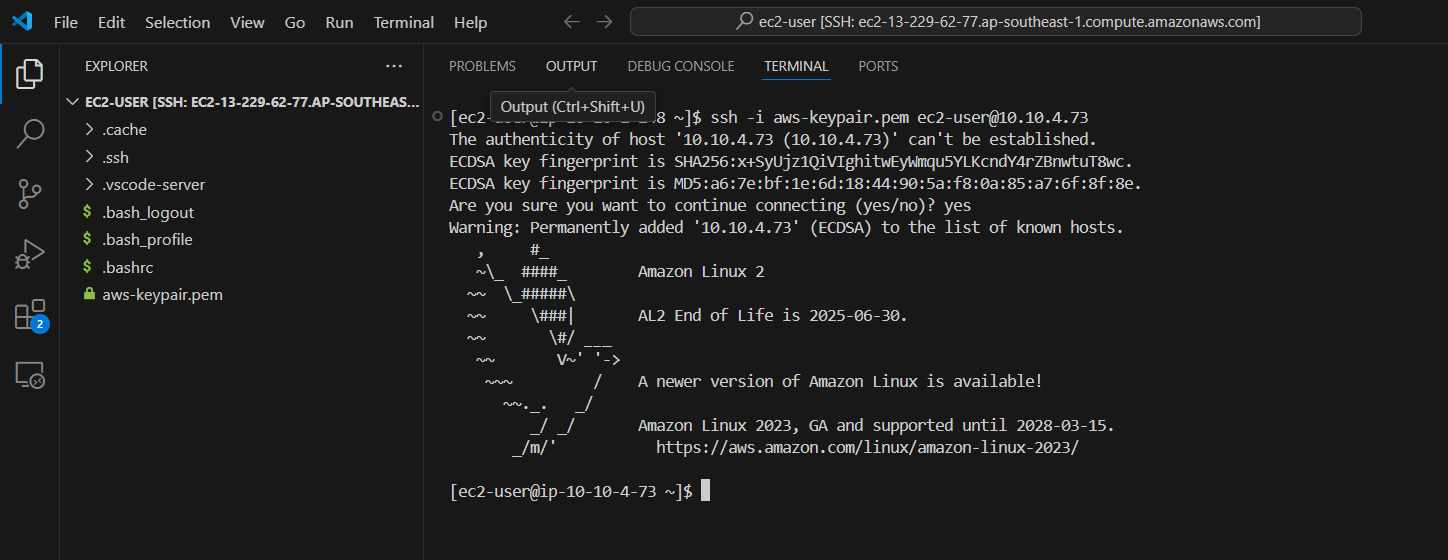 File Edit Selection View Go Run Terminal Help
ec2-user [SSH: ec2-13-229-62-77.ap-southeast-1.compute.amazonaws.com]
EXPLORER ...
EC2-USER [SSH: EC2-13-229-62-77.AP-SOUTHEAS...
.cache
.ssh
.vscode-server
$ .bash_logout
$ .bash_profile
$ .bashrc
aws-keypair.pem
2
PROBLEMS OUTPUT DEBUG CONSOLE TERMINAL PORTS
Output (Ctrl+Shift+U)
~]$ ssh -i aws-keypair.pem ec2-user@10.10.4.73
The authenticity of host '10.10.4.73 (10.10.4.73)' can't be established.
ECDSA key fingerprint is SHA256:x+SyUjz1QiVIghitwEyWmqu5YLKcndY4rZBnwtuT8wc.
ECDSA key fingerprint is MD5:a6:7e:bf:1e:6d:18:44:90:5a:f8:0a:85:a7:6f:8f:8e.
Are you sure you want to continue connecting (yes/no)? yes
Warning: Permanently added '10.10.4.73' (ECDSA) to the list of known hosts.
   ,     #_
   ~\_  ####_        Amazon Linux 2
  ~~  \_#####\
  ~~     \###|       AL2 End of Life is 2025-06-30.
  ~~       \#/ ___
   ~~       V~' '->
    ~~~         /    A newer version of Amazon Linux is available!
      ~~._.   _/
         _/ _/       Amazon Linux 2023, GA and supported until 2028-03-15.
       _/m/'           https://aws.amazon.com/linux/amazon-linux-2023/
[ec2-user@ip-10-10-4-73 ~]$